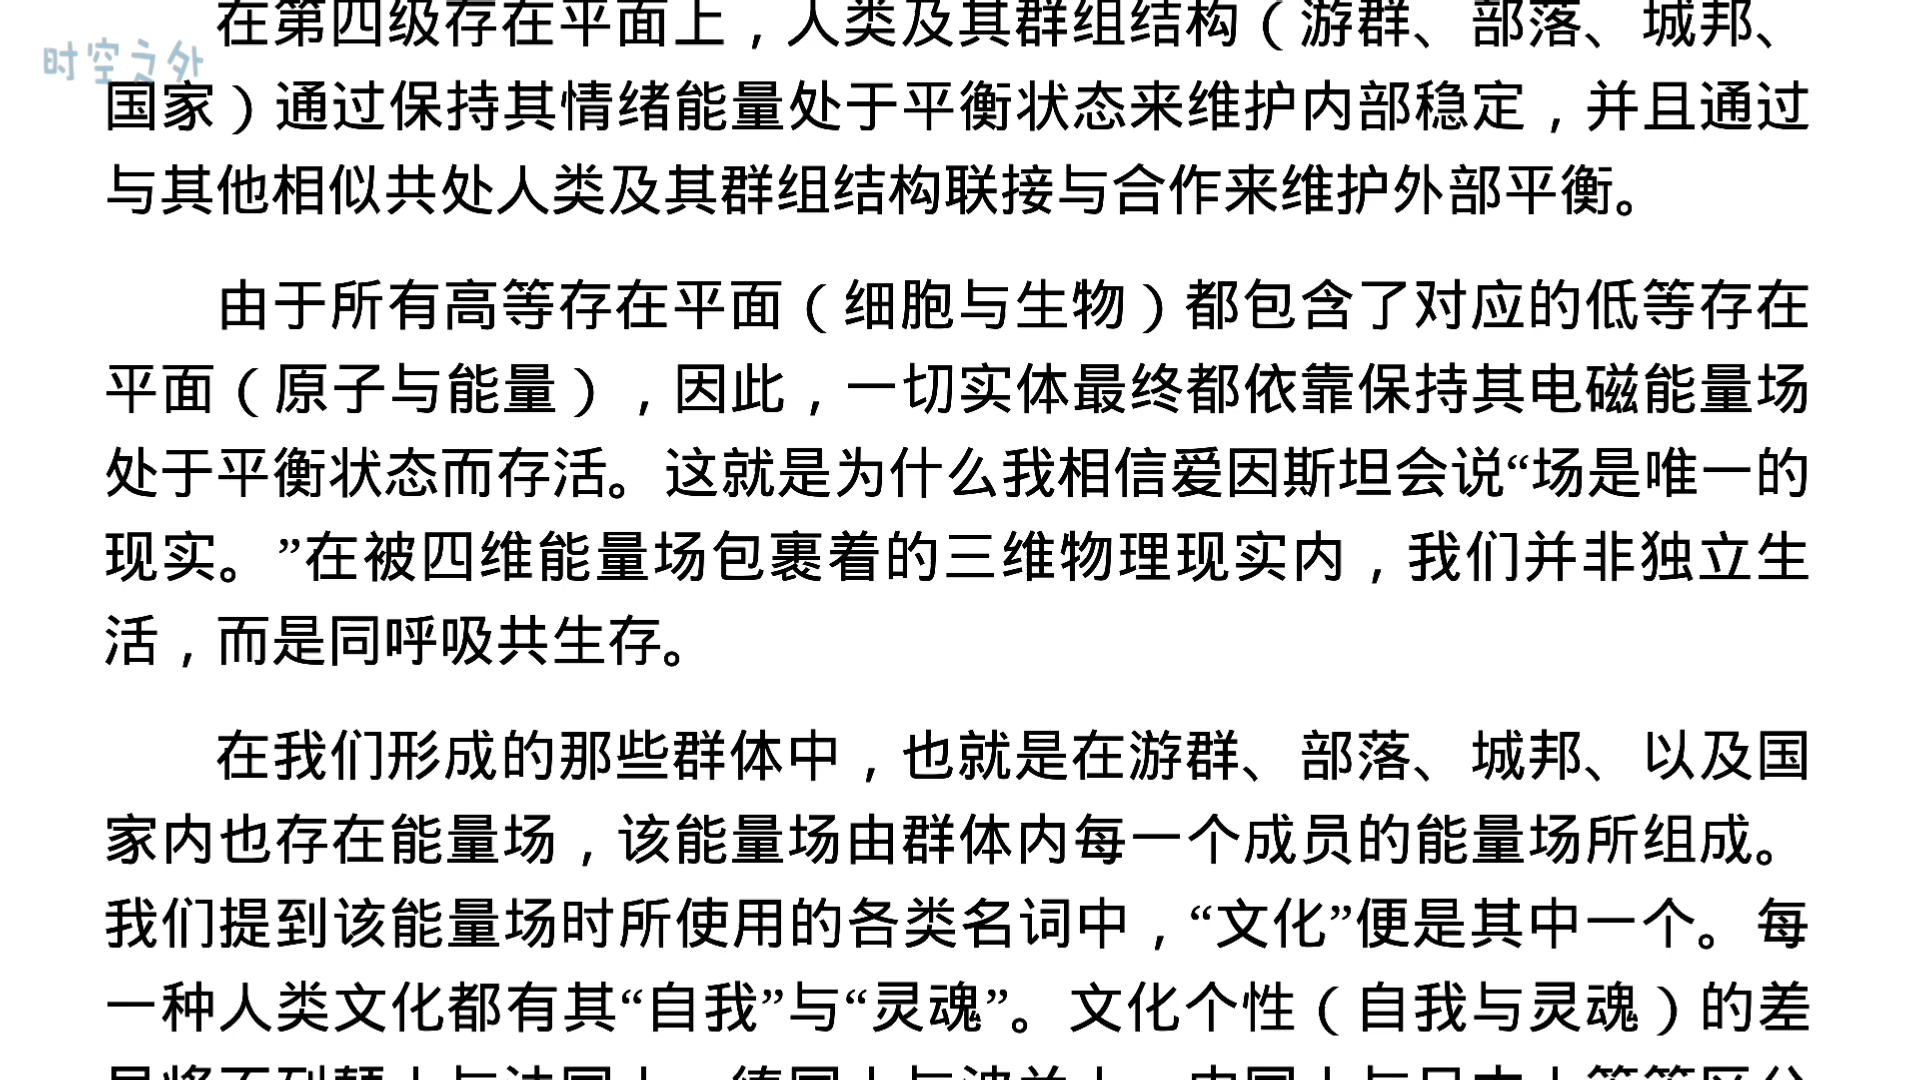 在第四级存在平面上，人类及其群组结构（游群、部落、城邦、
时空之外
国家）通过保持其情绪能量处于平衡状态来维护内部稳定，并且通过
与其他相似共处人类及其群组结构联接与合作来维护外部平衡。
由于所有高等存在平面（细胞与生物）都包含了对应的低等存在
平面（原子与能量），因此，一切实体最终都依靠保持其电磁能量场
处于平衡状态而存活。这就是为什么我相信爱因斯坦会说“场是唯一的
现实。”在被四维能量场包裹着的三维物理现实内，我们并非独立生
活，而是同呼吸共生存。
在我们形成的那些群体中，也就是在游群、部落、城邦、以及国
家内也存在能量场，该能量场由群体内每一个成员的能量场所组成。
我们提到该能量场时所使用的各类名词中，“文化”便是其中一个。每
一种人类文化都有其“自我”与“灵魂”。文化个性（自我与灵魂）的差